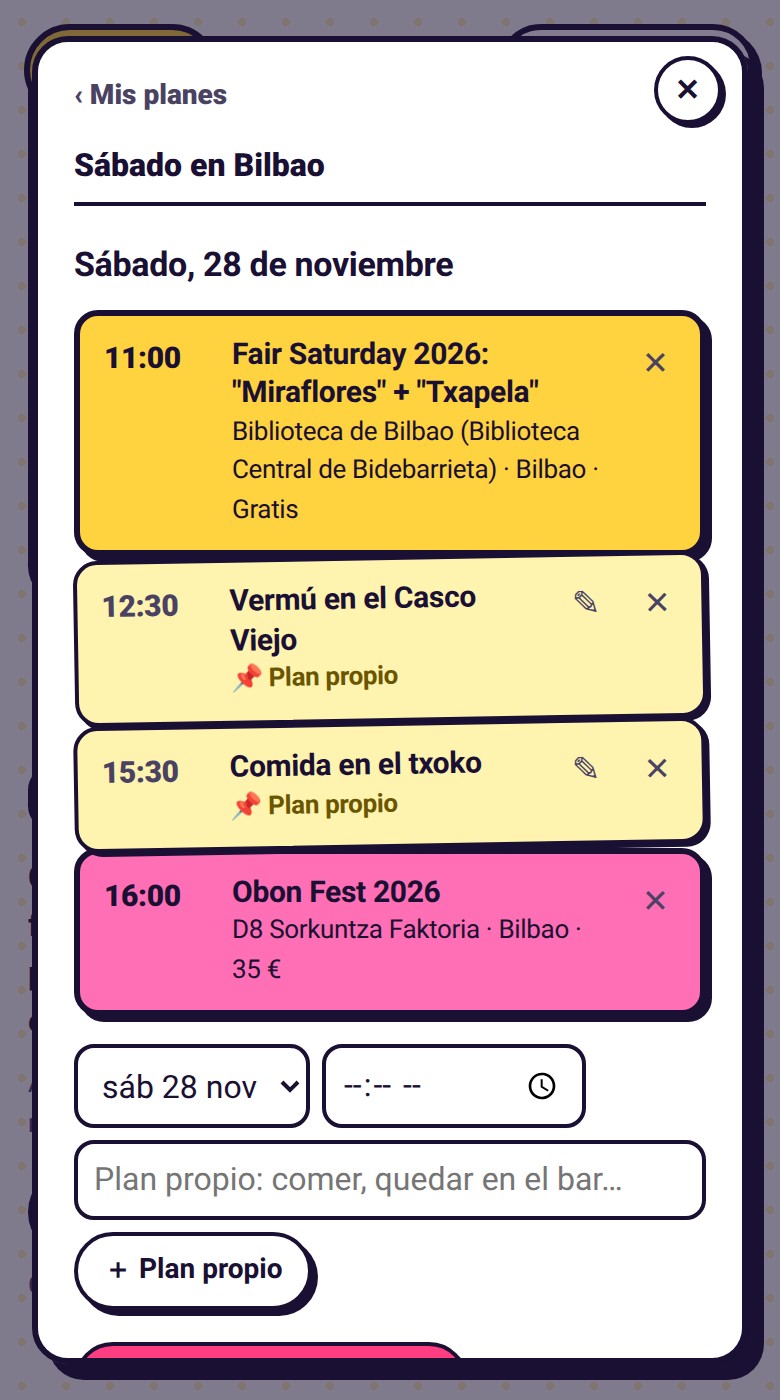 ‹ Mis planes
✕
Sábado en Bilbao
Sábado, 28 de noviembre
11:00
Fair Saturday 2026:
"Miraflores" + "Txapela"
Biblioteca de Bilbao (Biblioteca
Central de Bidebarrieta) · Bilbao ·
Gratis
✕
12:30
Vermú en el Casco
Viejo
📌 Plan propio
✎ ✕
15:30
Comida en el txoko
📌 Plan propio
✎ ✕
16:00
Obon Fest 2026
D8 Sorkuntza Faktoria · Bilbao ·
35 €
✕
sáb 28 nov
--:-- --
Plan propio: comer, quedar en el bar…
+ Plan propio